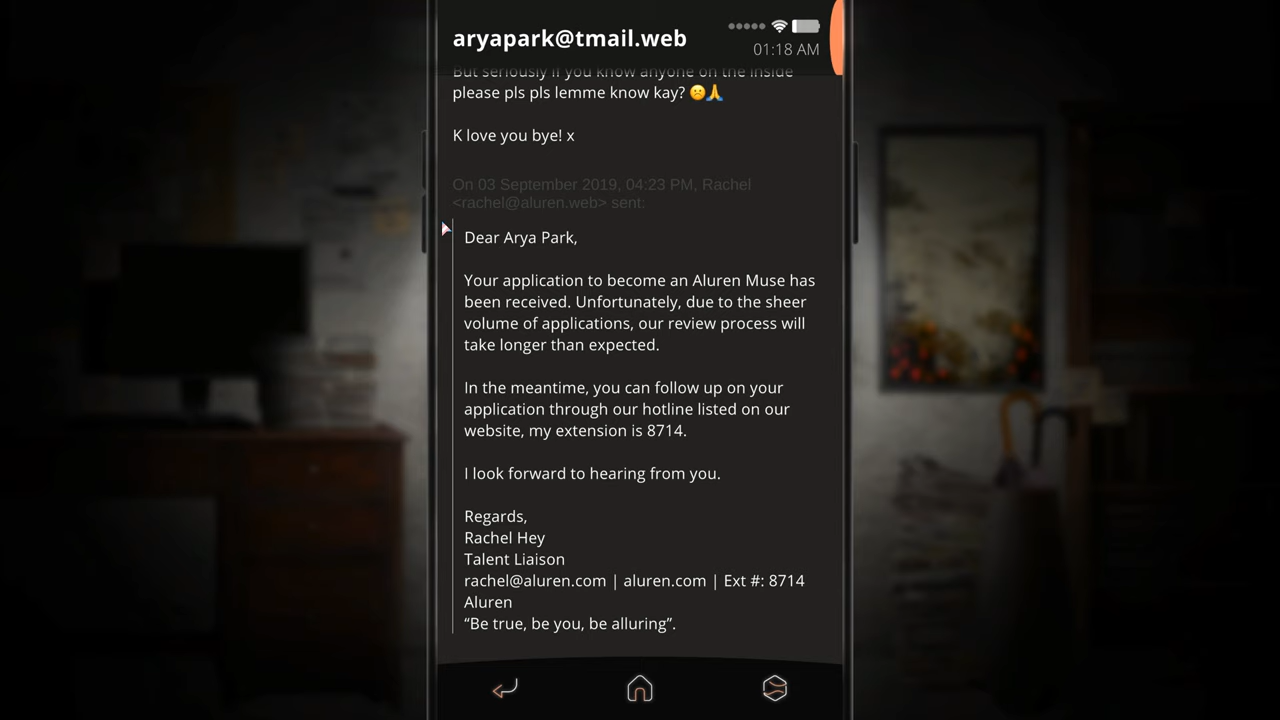 aryapark@tmail.web
01:18 AM
But seriously if you know anyone on the inside
please pls pls lemme know kay? 🙁🙏
K love you bye! x
On 03 September 2019, 04:23 PM, Rachel
<rachel@aluren.web> sent:
Dear Arya Park,
Your application to become an Aluren Muse has
been received. Unfortunately, due to the sheer
volume of applications, our review process will
take longer than expected.
In the meantime, you can follow up on your
application through our hotline listed on our
website, my extension is 8714.
I look forward to hearing from you.
Regards,
Rachel Hey
Talent Liaison
rachel@aluren.com | aluren.com | Ext #: 8714
Aluren
“Be true, be you, be alluring”.